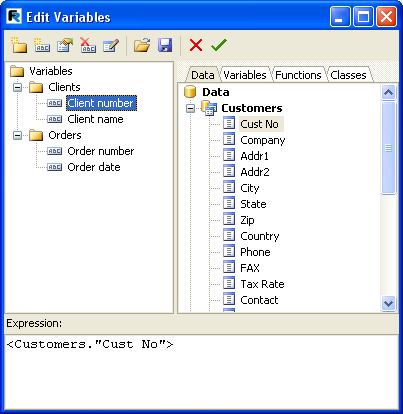 Edit Variables
Variables
Clients
Client number
Client name
Orders
Order number
Order date
Data Variables Functions Classes
Data
Customers
Cust No
Company
Addr1
Addr2
City
State
Zip
Country
Phone
FAX
Tax Rate
Contact
Expression:
<Customers."Cust No">